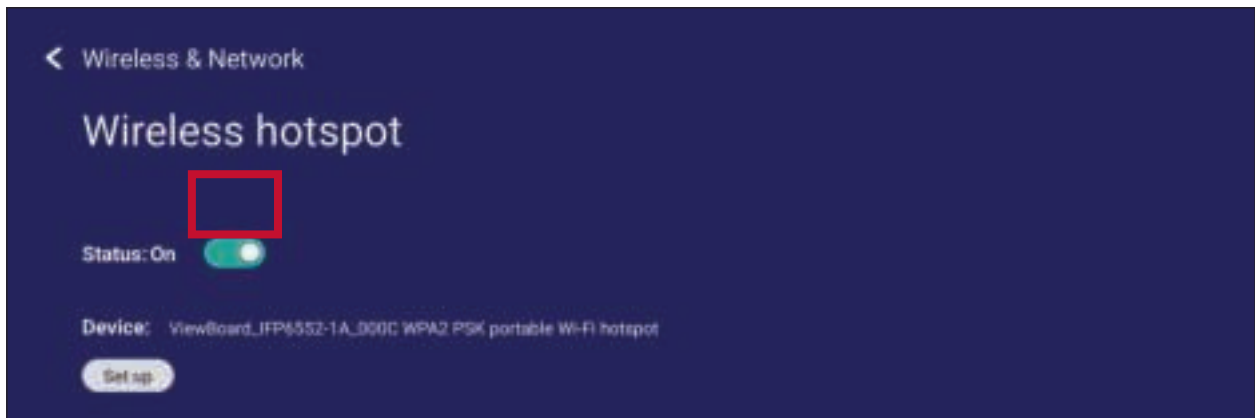 Wireless & Network
Wireless hotspot
Status: On
Device: ViewBoard_IFP6552-1A_000C WPA2 PSK portable Wi-Fi hotspot
Set up